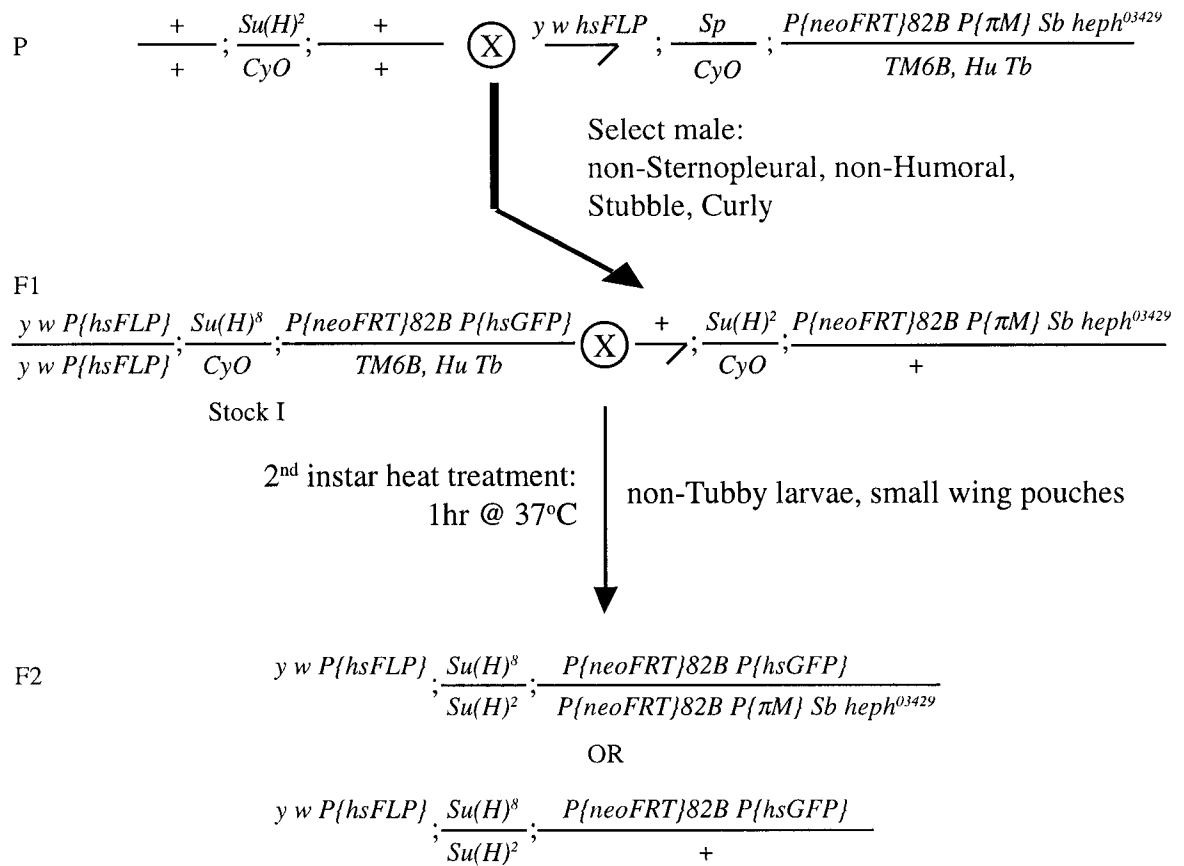 P + / + ; Su(H)² / CyO ; + / + X y w hsFLP ; Sp / CyO ; P{neoFRT}82B P{πM} Sb heph⁰³⁴²⁹ / TM6B, Hu Tb
Select male:
non-Sternopleural, non-Humoral,
Stubble, Curly
F1
y w P{hsFLP} / y w P{hsFLP} ; Su(H)⁸ / CyO ; P{neoFRT}82B P{hsGFP} / TM6B, Hu Tb X + ; Su(H)² / CyO ; P{neoFRT}82B P{πM} Sb heph⁰³⁴²⁹ / +
Stock I
2ⁿᵈ instar heat treatment:
1hr @ 37°C
non-Tubby larvae, small wing pouches
F2
y w P{hsFLP} ; Su(H)⁸ / Su(H)² ; P{neoFRT}82B P{hsGFP} / P{neoFRT}82B P{πM} Sb heph⁰³⁴²⁹
OR
y w P{hsFLP} ; Su(H)⁸ / Su(H)² ; P{neoFRT}82B P{hsGFP} / +